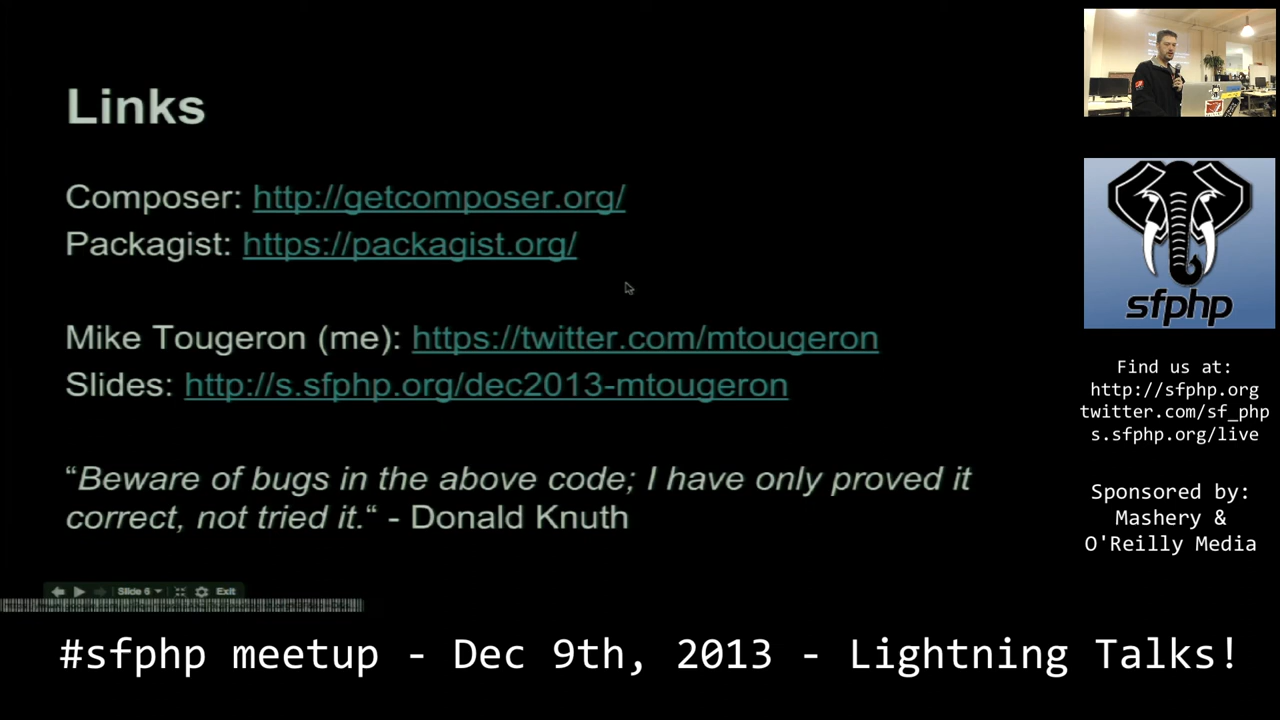 Links
Composer: http://getcomposer.org/
Packagist: https://packagist.org/
Mike Tougeron (me): https://twitter.com/mtougeron
Slides: http://s.sfphp.org/dec2013-mtougeron
“Beware of bugs in the above code; I have only proved it
correct, not tried it.“ - Donald Knuth
Slide 6
Exit
sfphp
Find us at:
http://sfphp.org
twitter.com/sf_php
s.sfphp.org/live
Sponsored by:
Mashery &
O'Reilly Media
#sfphp meetup - Dec 9th, 2013 - Lightning Talks!